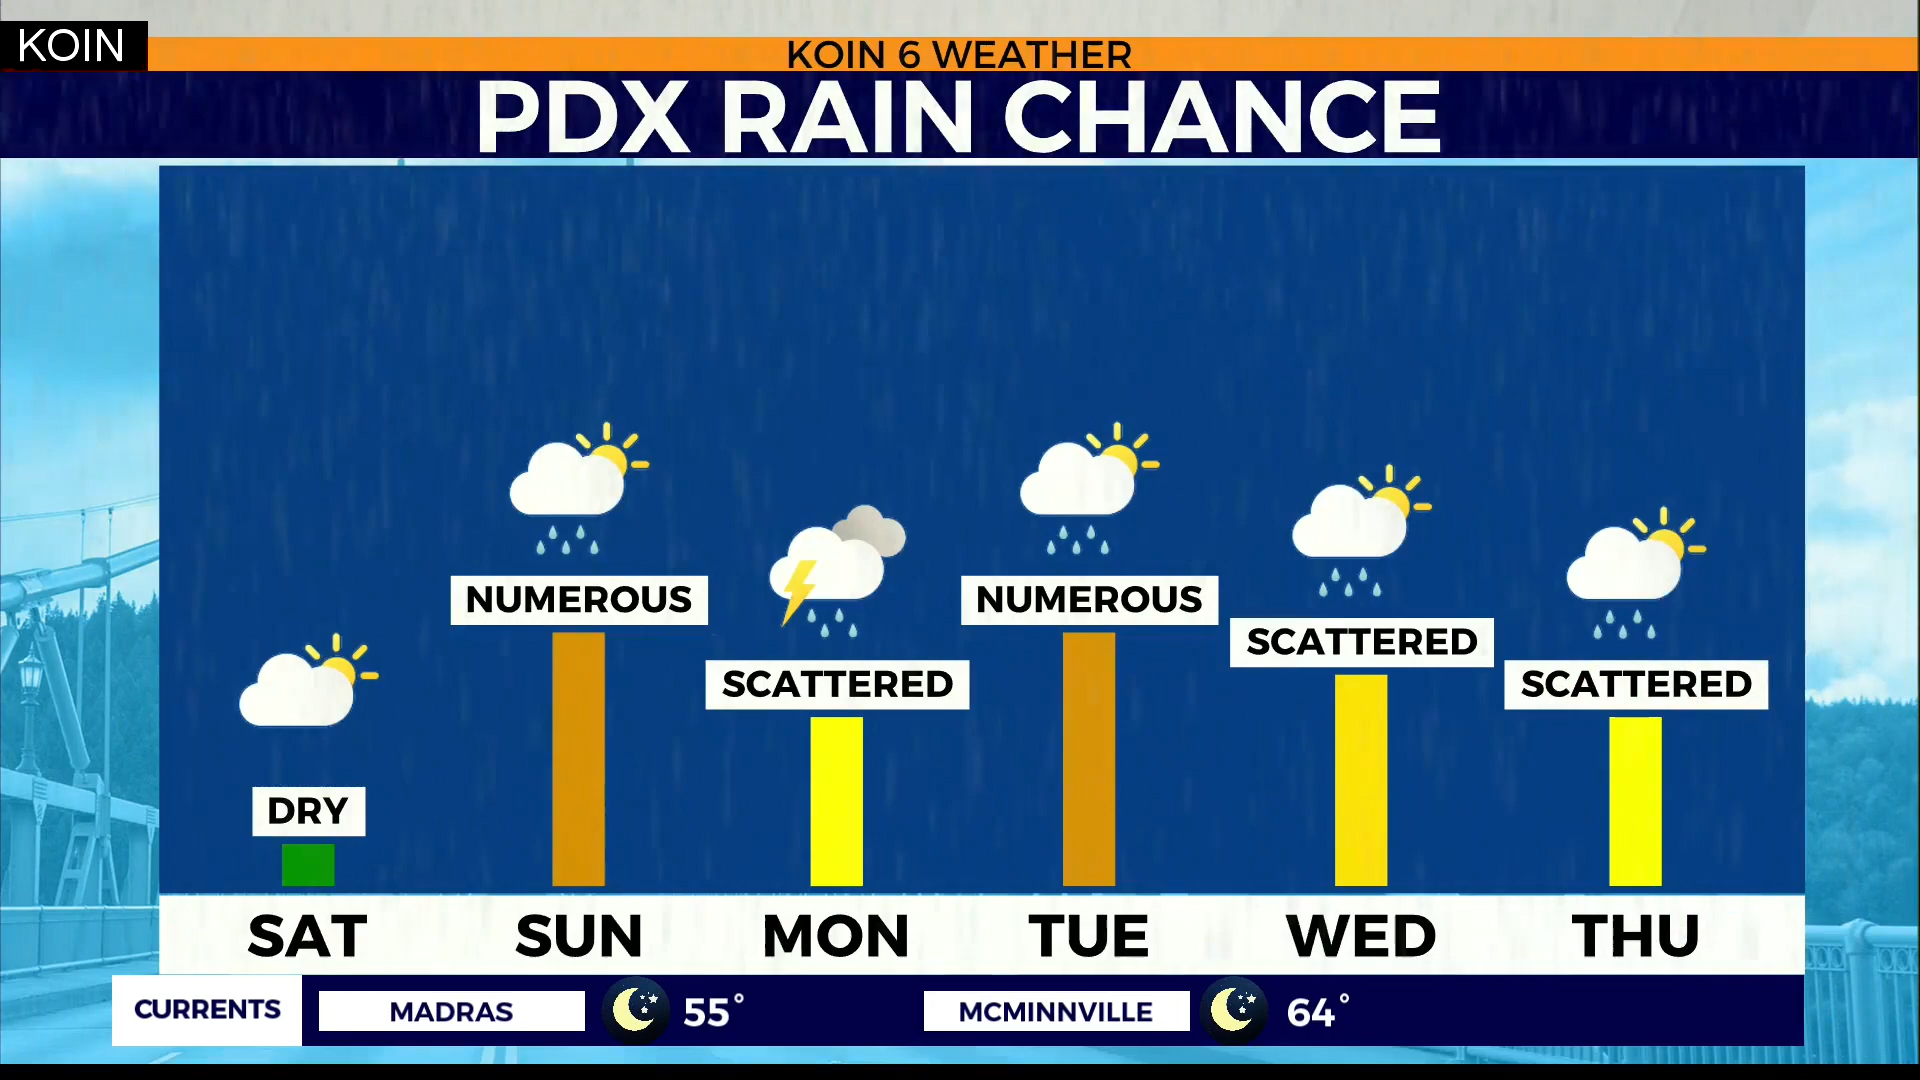 KOIN
KOIN 6 WEATHER
PDX RAIN CHANCE
DRY
NUMEROUS
SCATTERED
NUMEROUS
SCATTERED
SCATTERED
SAT SUN MON TUE WED THU
CURRENTS MADRAS 55° MCMINNVILLE 64°